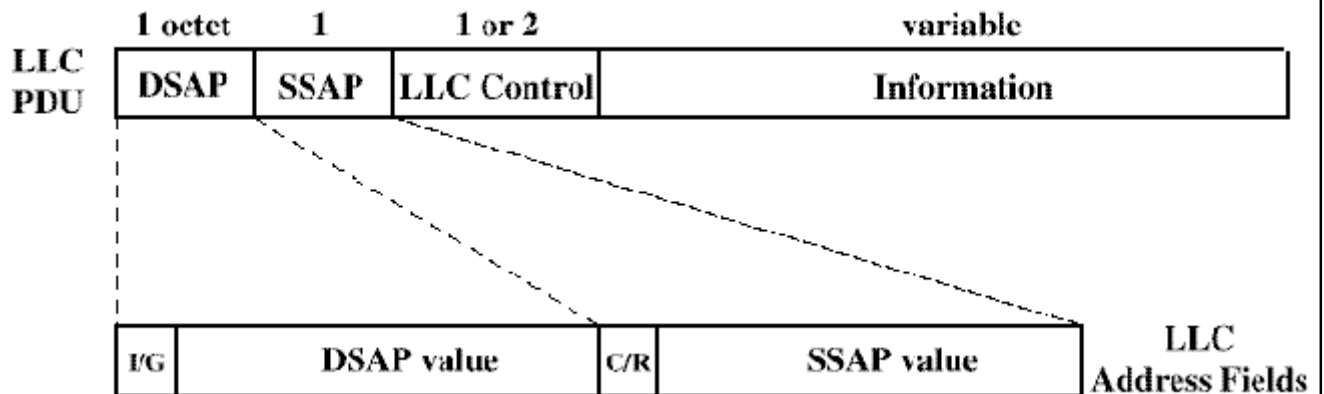 1 octet 1 1 or 2 variable
LLC PDU DSAP SSAP LLC Control Information
I/G DSAP value C/R SSAP value LLC Address Fields